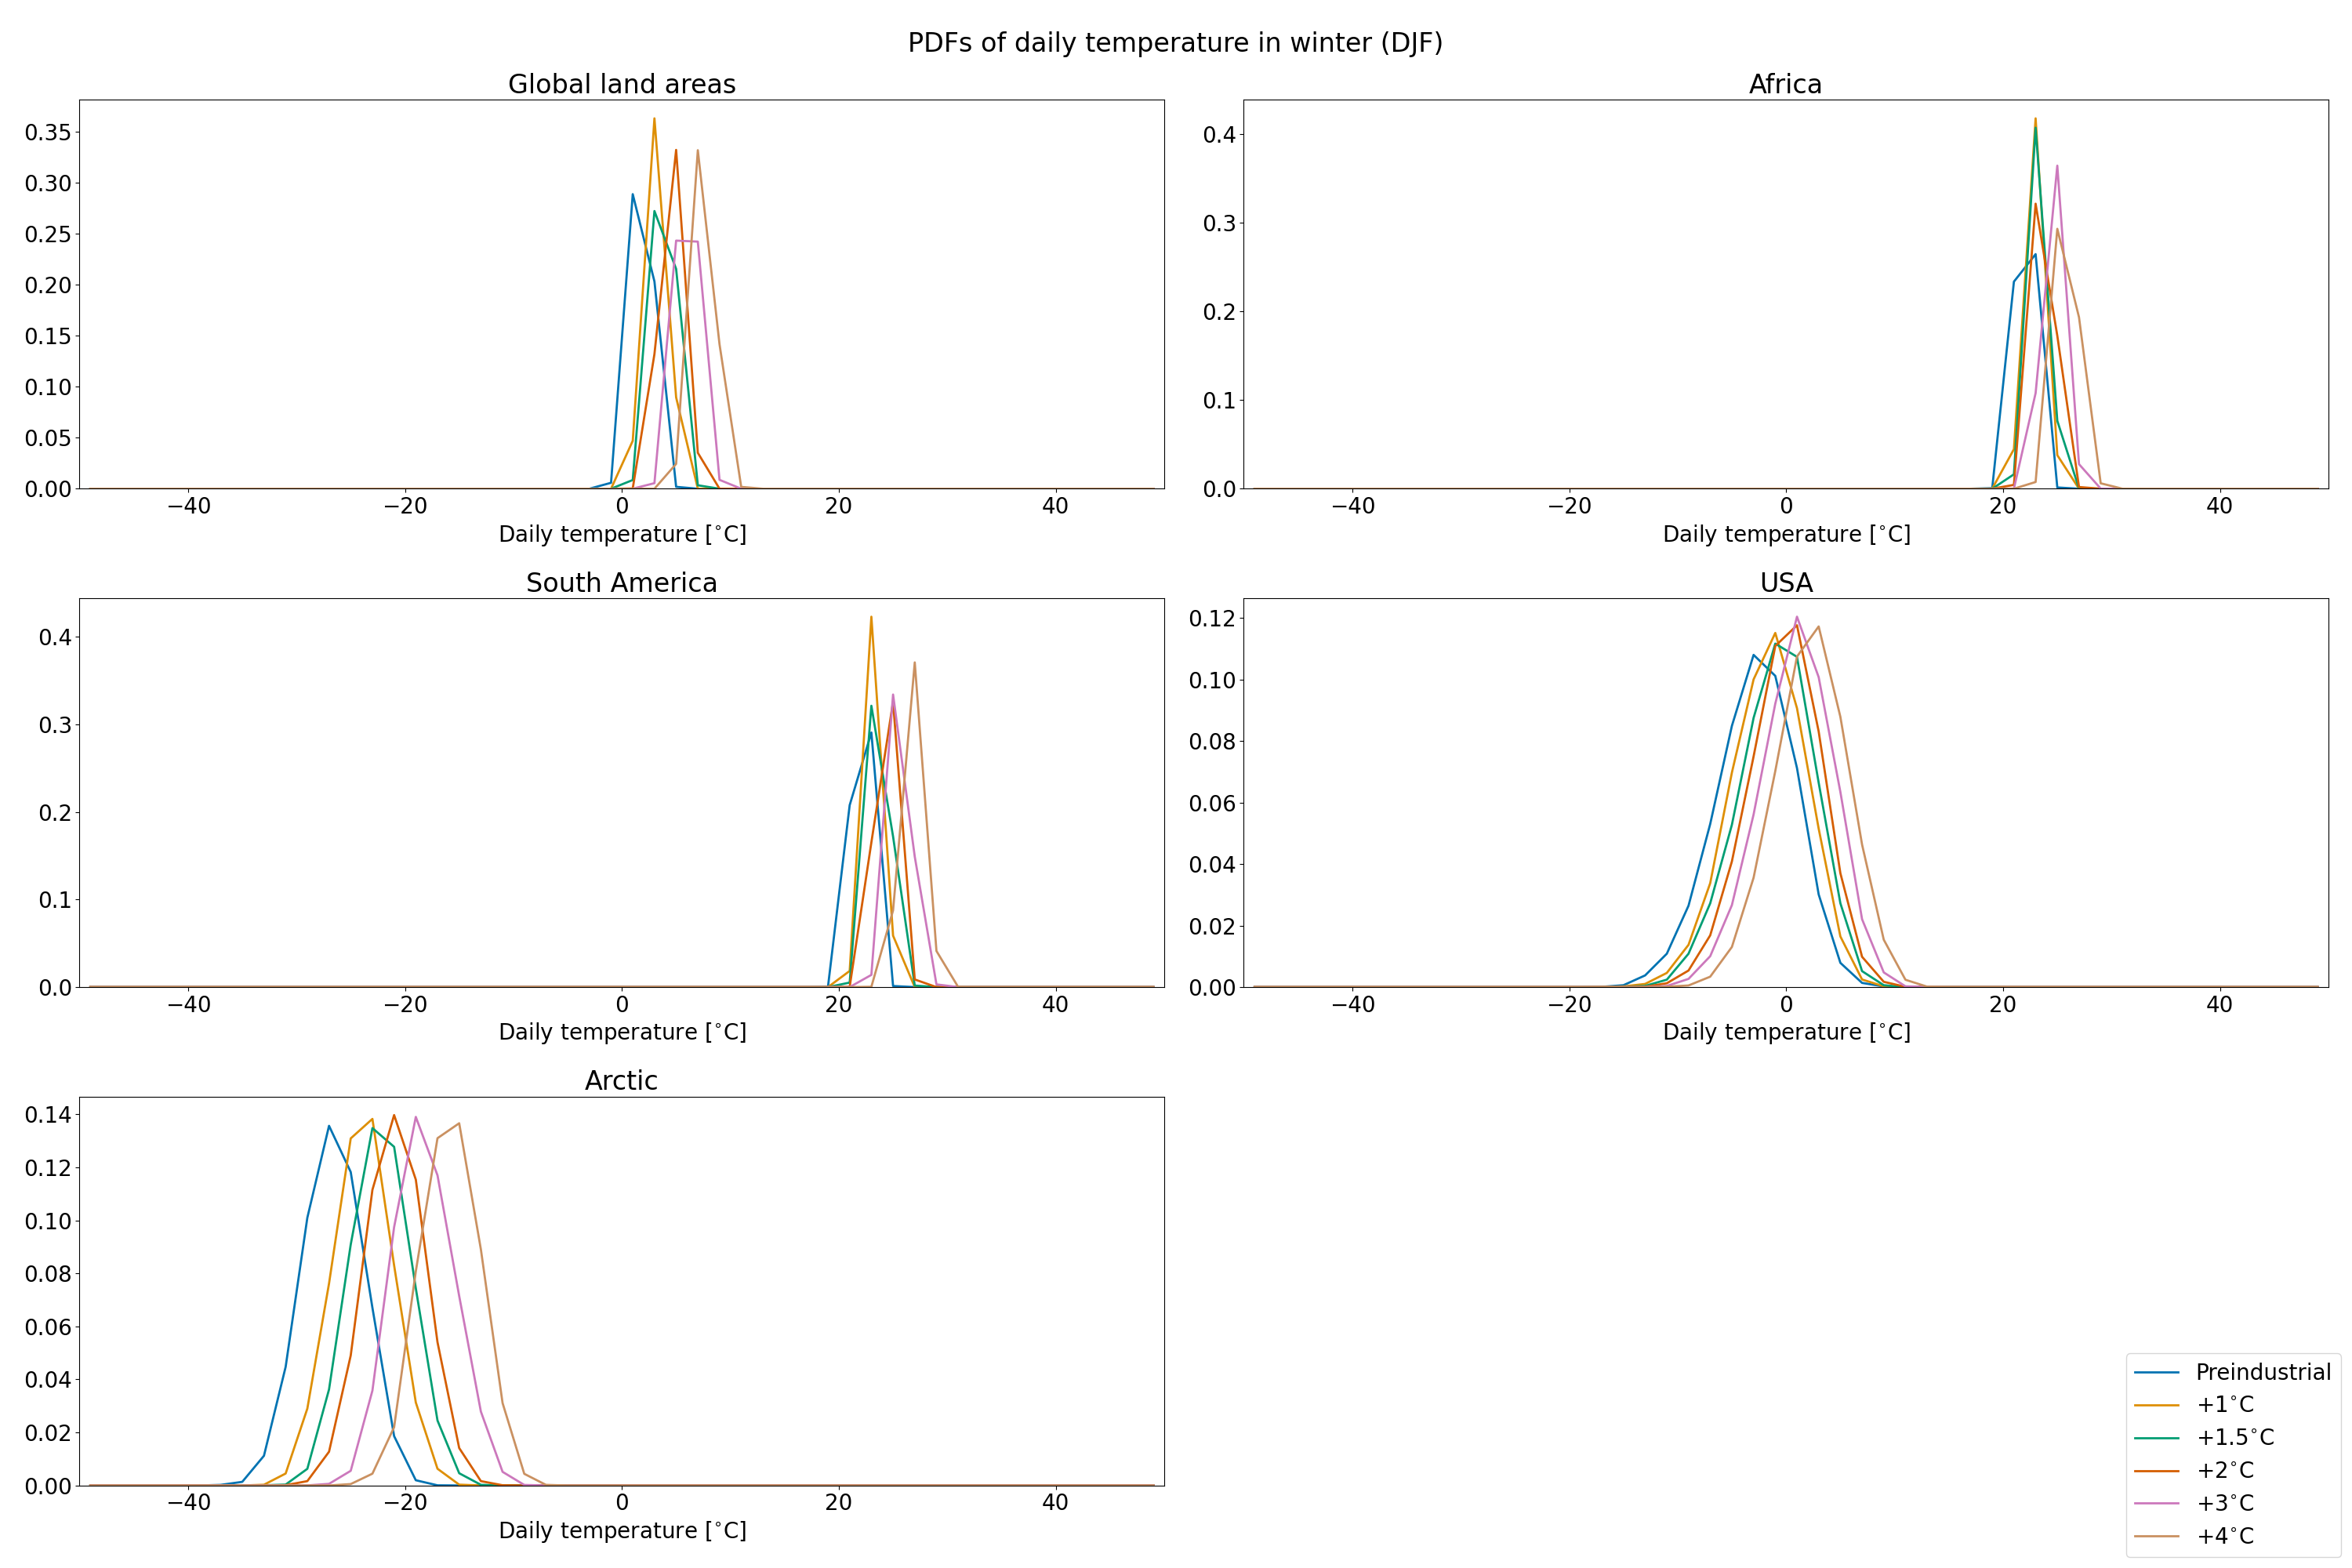 PDFs of daily temperature in winter (DJF)
Global land areas
0.35
0.30
0.25
0.20
0.15
0.10
0.05
0.00
−40 −20 0 20 40
Daily temperature [°C]
Africa
0.4
0.3
0.2
0.1
0.0
−40 −20 0 20 40
Daily temperature [°C]
South America
0.4
0.3
0.2
0.1
0.0
−40 −20 0 20 40
Daily temperature [°C]
USA
0.12
0.10
0.08
0.06
0.04
0.02
0.00
−40 −20 0 20 40
Daily temperature [°C]
Arctic
0.14
0.12
0.10
0.08
0.06
0.04
0.02
0.00
−40 −20 0 20 40
Daily temperature [°C]
Preindustrial
+1°C
+1.5°C
+2°C
+3°C
+4°C